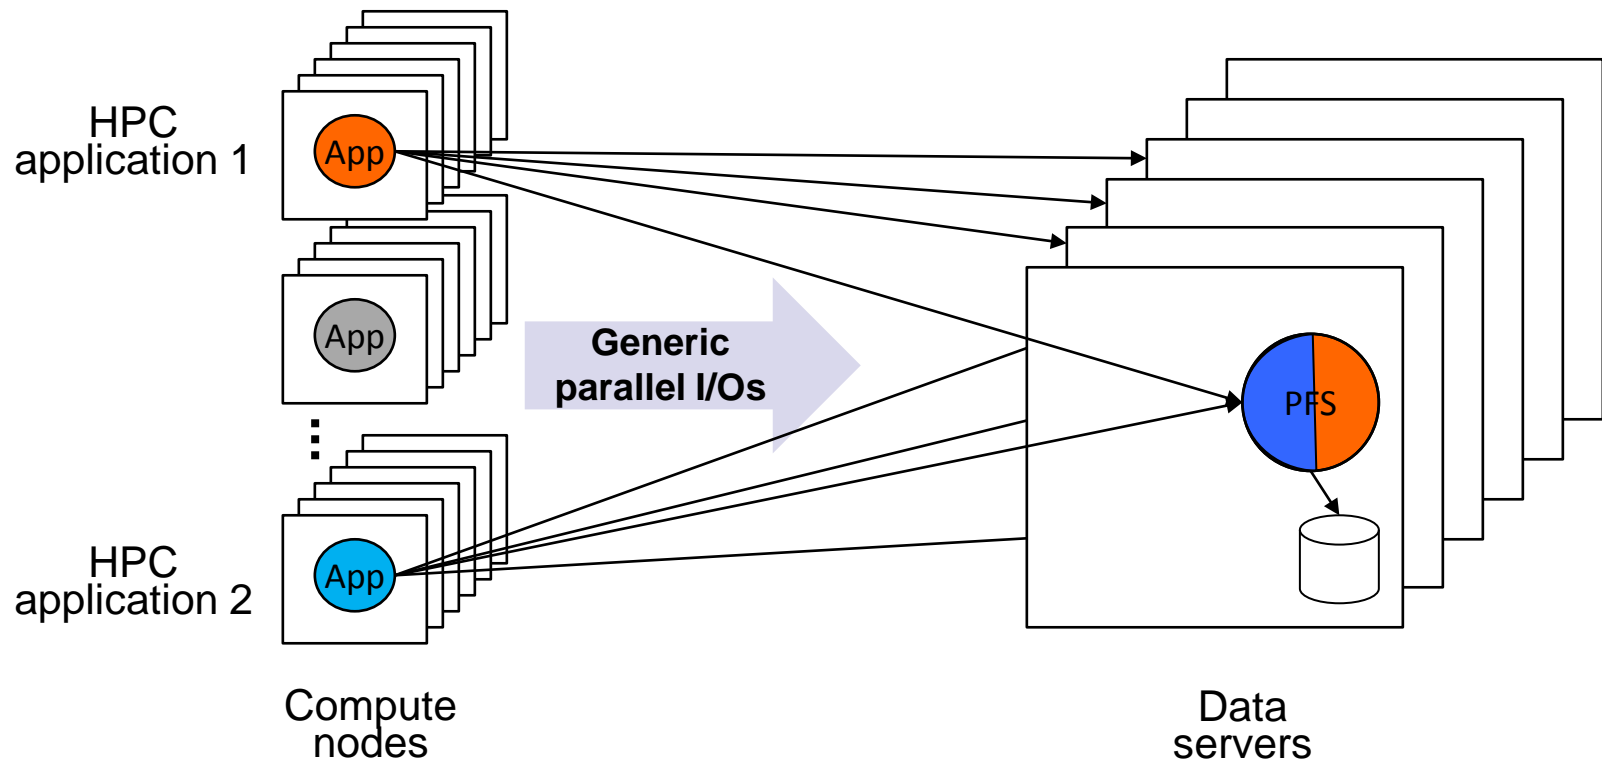 HPC
application 1
App
App
Generic
parallel I/Os
PFS
HPC
application 2
App
Compute
nodes
Data
servers